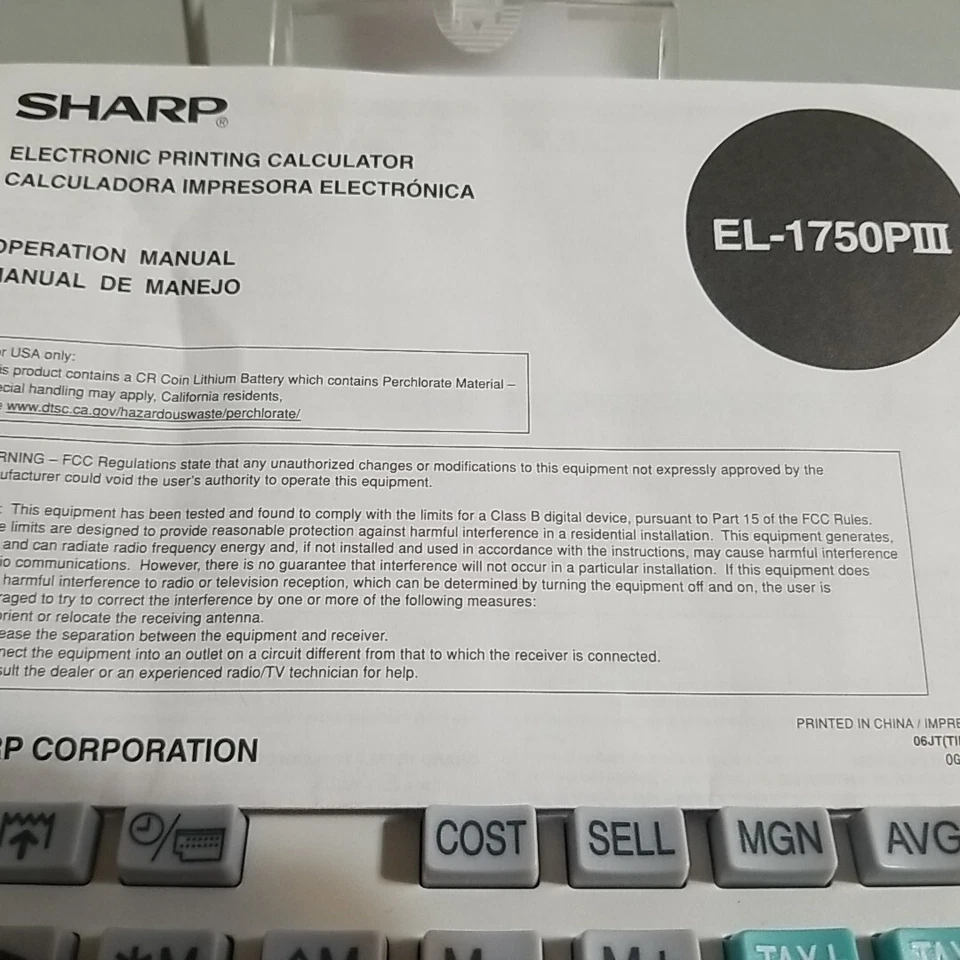 SHARP®
ELECTRONIC PRINTING CALCULATOR
CALCULADORA IMPRESORA ELECTRÓNICA
EL-1750PIII
OPERATION MANUAL
MANUAL DE MANEJO
r USA only:
is product contains a CR Coin Lithium Battery which contains Perchlorate Material –
cial handling may apply, California residents,
www.dtsc.ca.gov/hazardouswaste/perchlorate/
RNING – FCC Regulations state that any unauthorized changes or modifications to this equipment not expressly approved by the
ufacturer could void the user's authority to operate this equipment.
: This equipment has been tested and found to comply with the limits for a Class B digital device, pursuant to Part 15 of the FCC Rules.
e limits are designed to provide reasonable protection against harmful interference in a residential installation. This equipment generates,
and can radiate radio frequency energy and, if not installed and used in accordance with the instructions, may cause harmful interference
io communications. However, there is no guarantee that interference will not occur in a particular installation. If this equipment does
harmful interference to radio or television reception, which can be determined by turning the equipment off and on, the user is
raged to try to correct the interference by one or more of the following measures:
orient or relocate the receiving antenna.
ease the separation between the equipment and receiver.
nect the equipment into an outlet on a circuit different from that to which the receiver is connected.
sult the dealer or an experienced radio/TV technician for help.
PRINTED IN CHINA / IMPRE
06JT(TI
0G
RP CORPORATION
COST SELL MGN AVG
M M M M TAX TAX